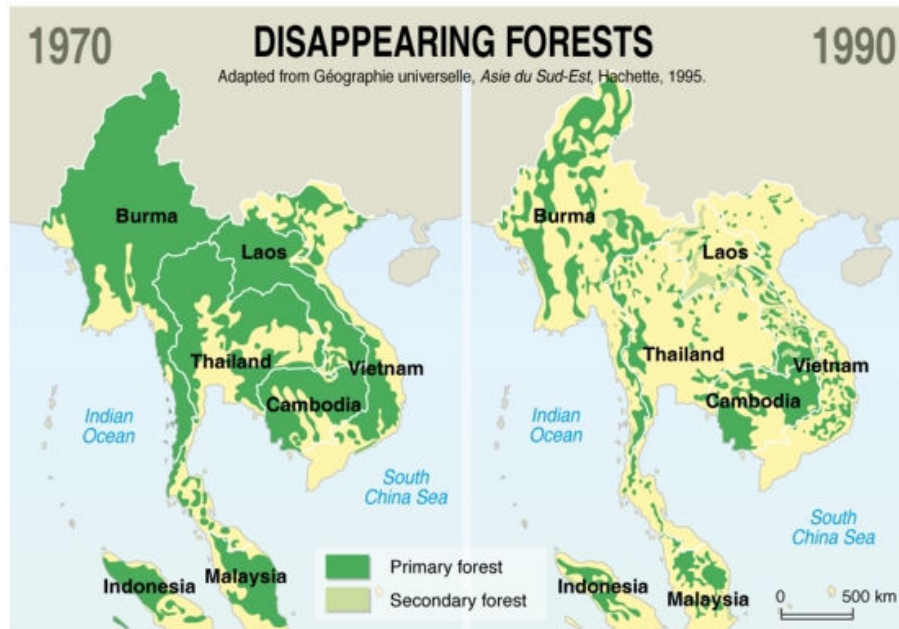 1970
DISAPPEARING FORESTS
1990
Adapted from Géographie universelle, Asie du Sud-Est, Hachette, 1995.
Burma
Laos
Thailand
Vietnam
Cambodia
Indian
Ocean
South
China Sea
Indonesia
Malaysia
Primary forest
Secondary forest
Burma
Laos
Thailand
Vietnam
Cambodia
Indian
Ocean
South
China Sea
Indonesia
Malaysia
0 500 km